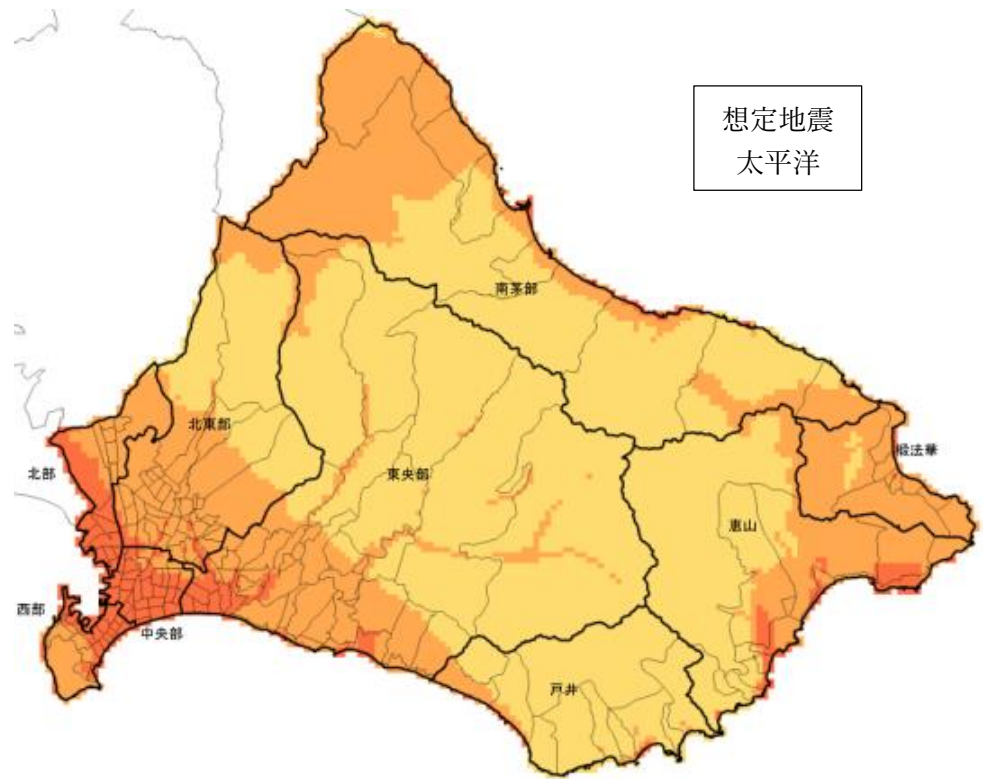 想定地震
太平洋
南茅部
北東部
椴法華
北部
東央部
恵山
西部
中央部
戸井